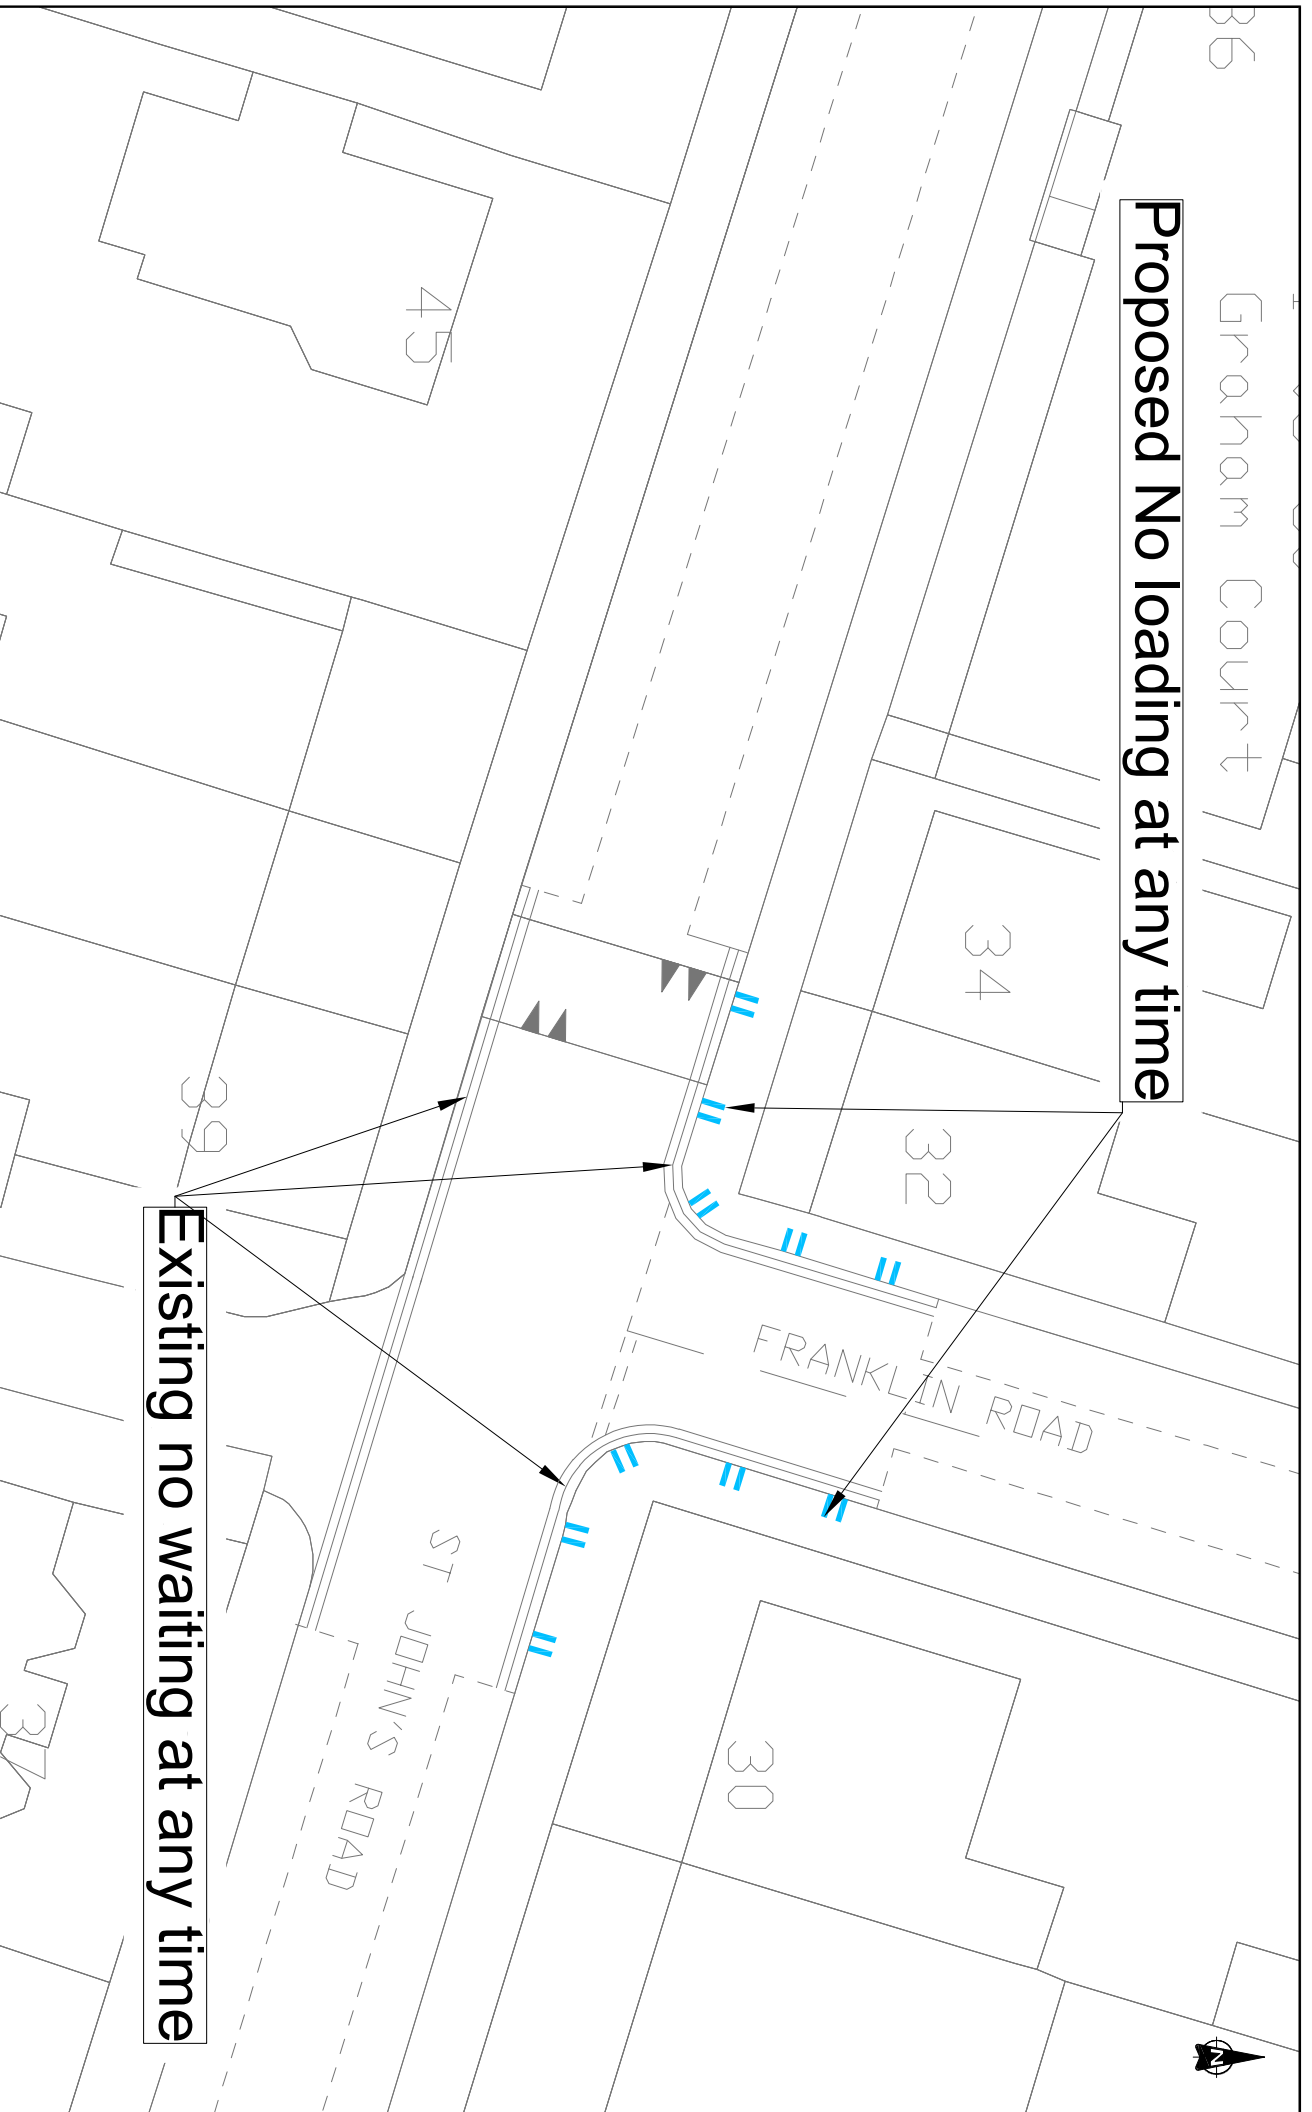 36
Graham Court
Proposed No loading at any time
34
32
45
39
FRANKLIN ROAD
Existing no waiting at any time
ST JOHN'S ROAD
30
37
N